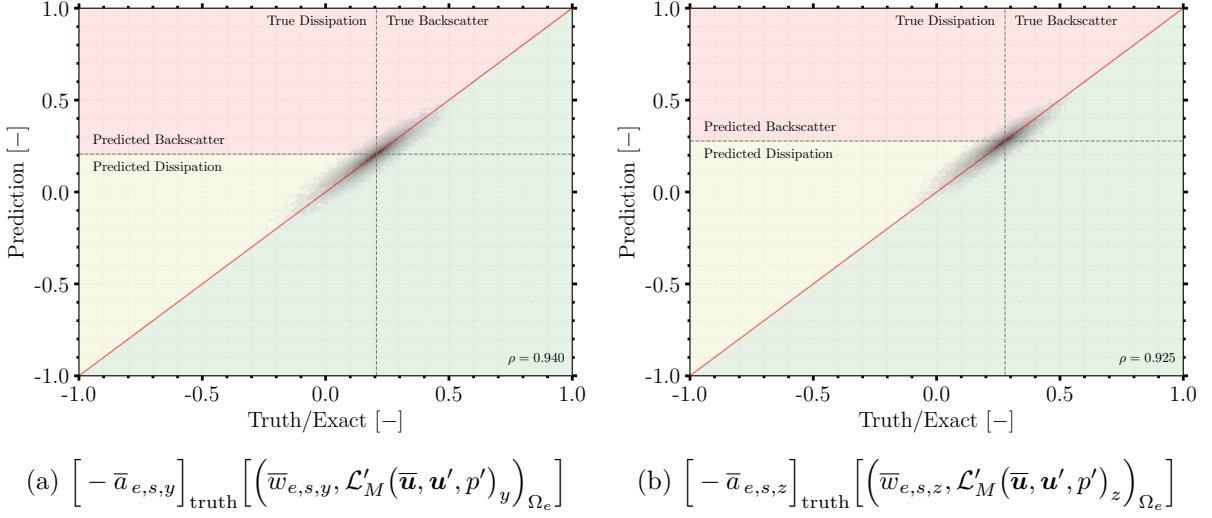 1.0
True Dissipation
True Backscatter
0.5
Predicted Backscatter
Predicted Dissipation
0.0
-0.5
-1.0
ρ = 0.940
-1.0
-0.5
0.0
0.5
1.0
Prediction [−]
Truth/Exact [−]
(a) [ − a̅ e,s,y ]truth [ ( w̅e,s,y, 𝓛′M ( u̅, u′, p′ )y )Ωe ]
1.0
True Dissipation
True Backscatter
0.5
Predicted Backscatter
Predicted Dissipation
0.0
-0.5
-1.0
ρ = 0.925
-1.0
-0.5
0.0
0.5
1.0
Prediction [−]
Truth/Exact [−]
(b) [ − a̅ e,s,z ]truth [ ( w̅e,s,z, 𝓛′M ( u̅, u′, p′ )z )Ωe ]